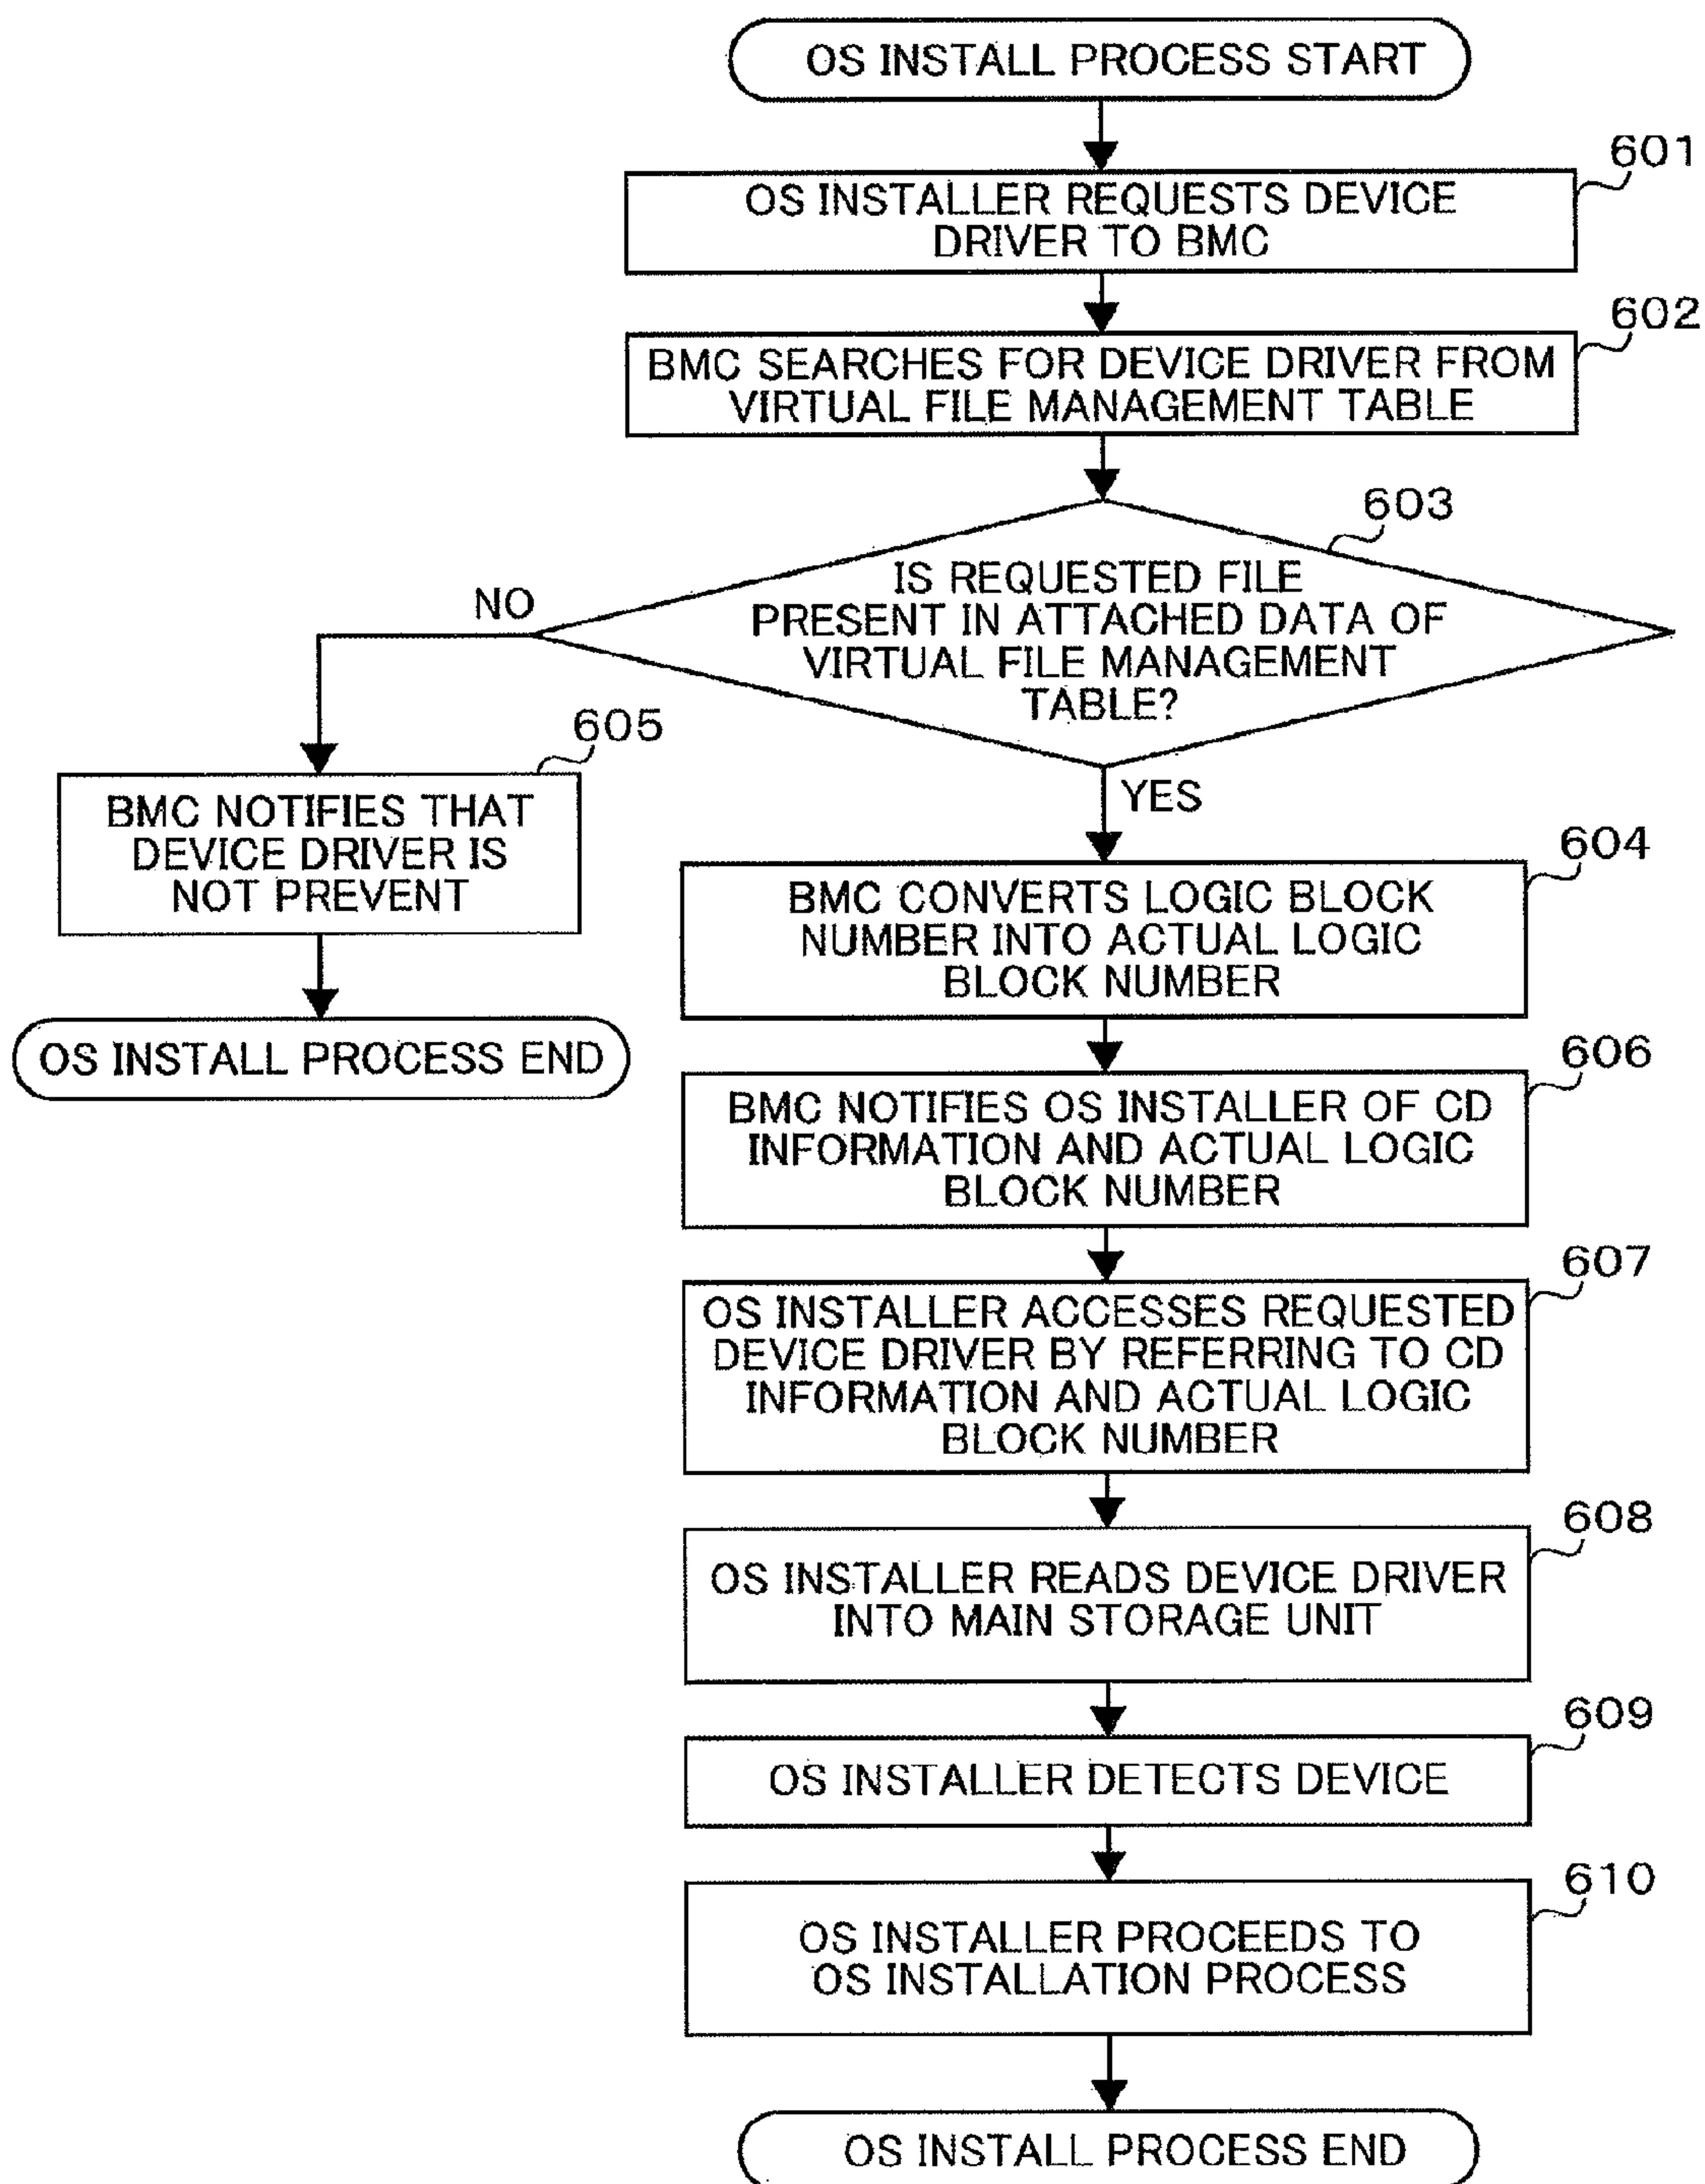 OS INSTALL PROCESS START
601
OS INSTALLER REQUESTS DEVICE
DRIVER TO BMC
602
BMC SEARCHES FOR DEVICE DRIVER FROM
VIRTUAL FILE MANAGEMENT TABLE
603
IS REQUESTED FILE
PRESENT IN ATTACHED DATA OF
VIRTUAL FILE MANAGEMENT
TABLE?
NO
605
BMC NOTIFIES THAT
DEVICE DRIVER IS
NOT PREVENT
OS INSTALL PROCESS END
YES
604
BMC CONVERTS LOGIC BLOCK
NUMBER INTO ACTUAL LOGIC
BLOCK NUMBER
606
BMC NOTIFIES OS INSTALLER OF CD
INFORMATION AND ACTUAL LOGIC
BLOCK NUMBER
607
OS INSTALLER ACCESSES REQUESTED
DEVICE DRIVER BY REFERRING TO CD
INFORMATION AND ACTUAL LOGIC
BLOCK NUMBER
608
OS INSTALLER READS DEVICE DRIVER
INTO MAIN STORAGE UNIT
609
OS INSTALLER DETECTS DEVICE
610
OS INSTALLER PROCEEDS TO
OS INSTALLATION PROCESS
OS INSTALL PROCESS END